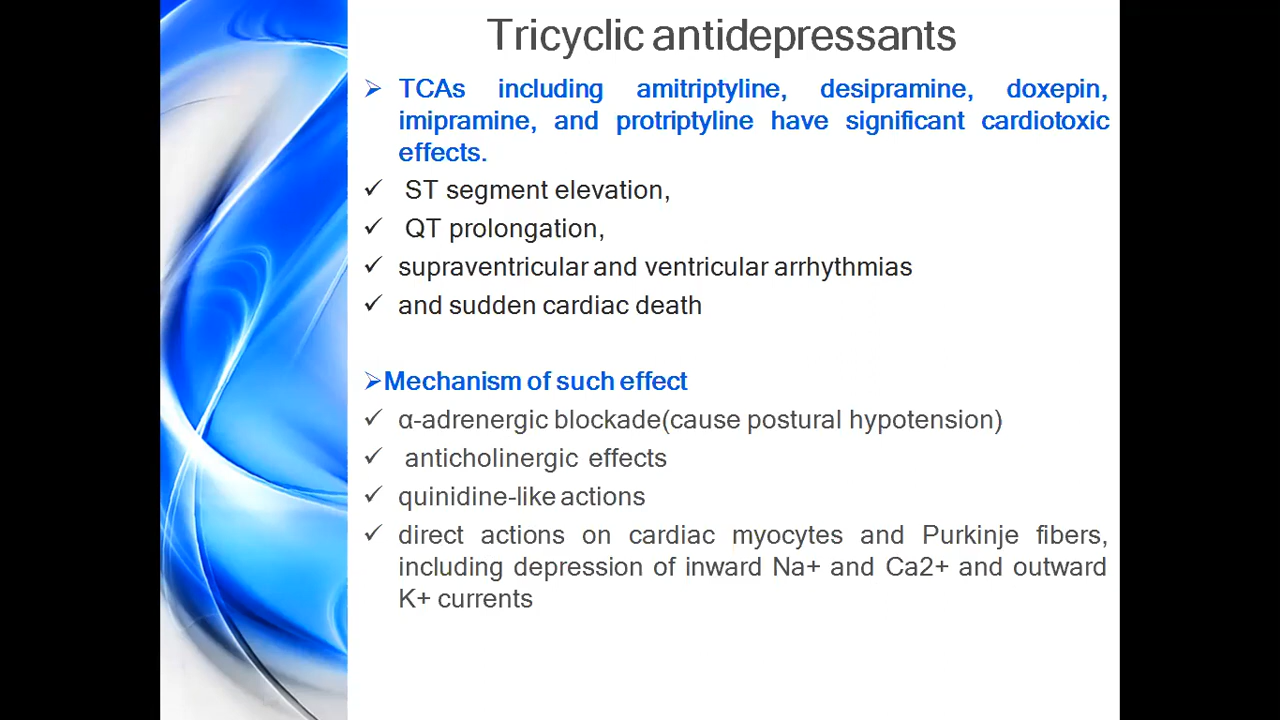 Tricyclic antidepressants
➢ TCAs including amitriptyline, desipramine, doxepin,
imipramine, and protriptyline have significant cardiotoxic
effects.
✓ ST segment elevation,
✓ QT prolongation,
✓ supraventricular and ventricular arrhythmias
✓ and sudden cardiac death
➢Mechanism of such effect
✓ α-adrenergic blockade(cause postural hypotension)
✓ anticholinergic effects
✓ quinidine-like actions
✓ direct actions on cardiac myocytes and Purkinje fibers,
including depression of inward Na+ and Ca2+ and outward
K+ currents